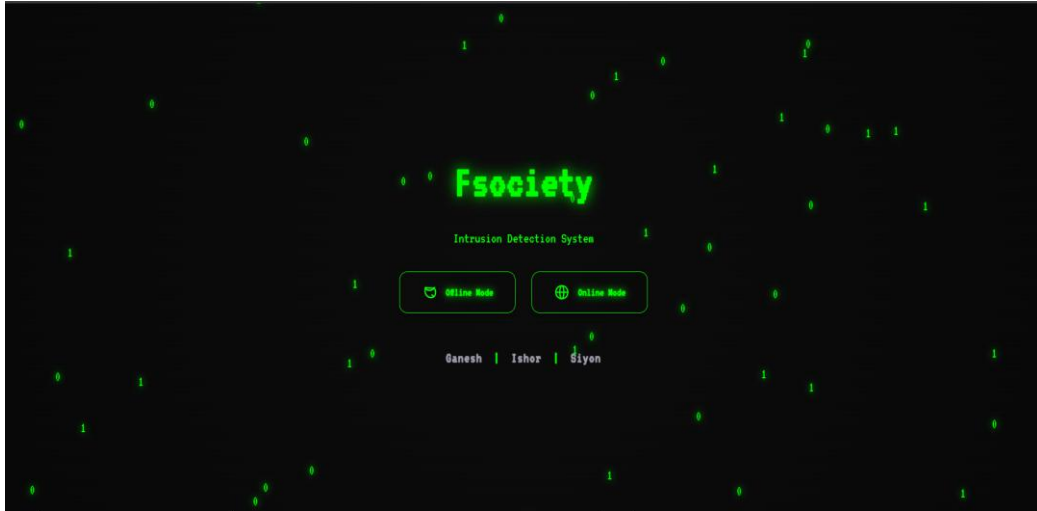 Fsociety
Intrusion Detection System
Offline Mode Online Mode
Ganesh | Ishor | Siyon